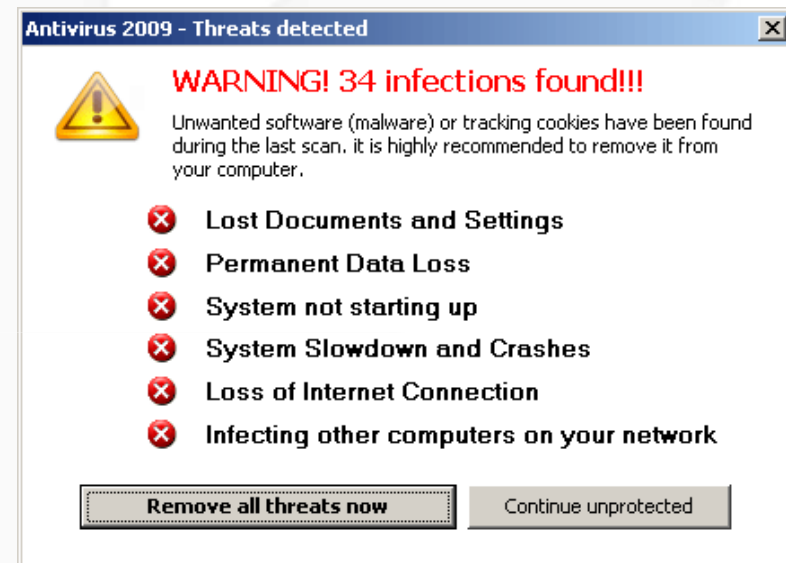 Antivirus 2009 - Threats detected
WARNING! 34 infections found!!!
Unwanted software (malware) or tracking cookies have been found
during the last scan. it is highly recommended to remove it from
your computer.
Lost Documents and Settings
Permanent Data Loss
System not starting up
System Slowdown and Crashes
Loss of Internet Connection
Infecting other computers on your network
Remove all threats now
Continue unprotected